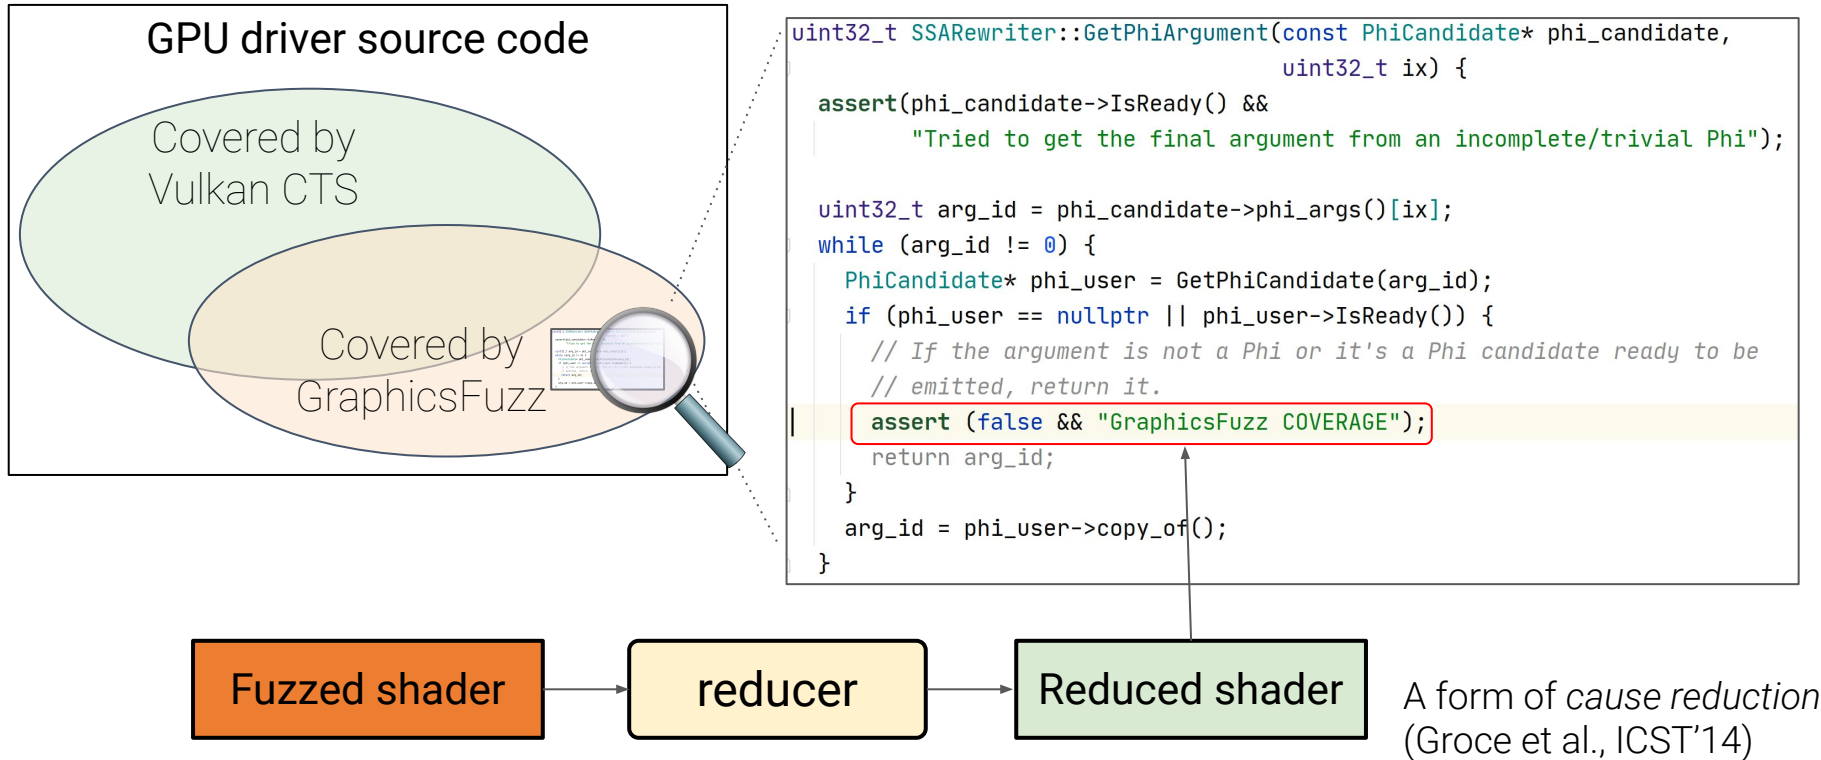 GPU driver source code
Covered by
Vulkan CTS
Covered by
GraphicsFuzz
uint32_t SSARewriter::GetPhiArgument(const PhiCandidate* phi_candidate,
uint32_t ix) {
assert(phi_candidate->IsReady() &&
"Tried to get the final argument from an incomplete/trivial Phi");
uint32_t arg_id = phi_candidate->phi_args()[ix];
while (arg_id != 0) {
PhiCandidate* phi_user = GetPhiCandidate(arg_id);
if (phi_user == nullptr || phi_user->IsReady()) {
// If the argument is not a Phi or it's a Phi candidate ready to be
// emitted, return it.
assert (false && "GraphicsFuzz COVERAGE");
return arg_id;
}
arg_id = phi_user->copy_of();
}
Fuzzed shader
reducer
Reduced shader
A form of cause reduction
(Groce et al., ICST’14)